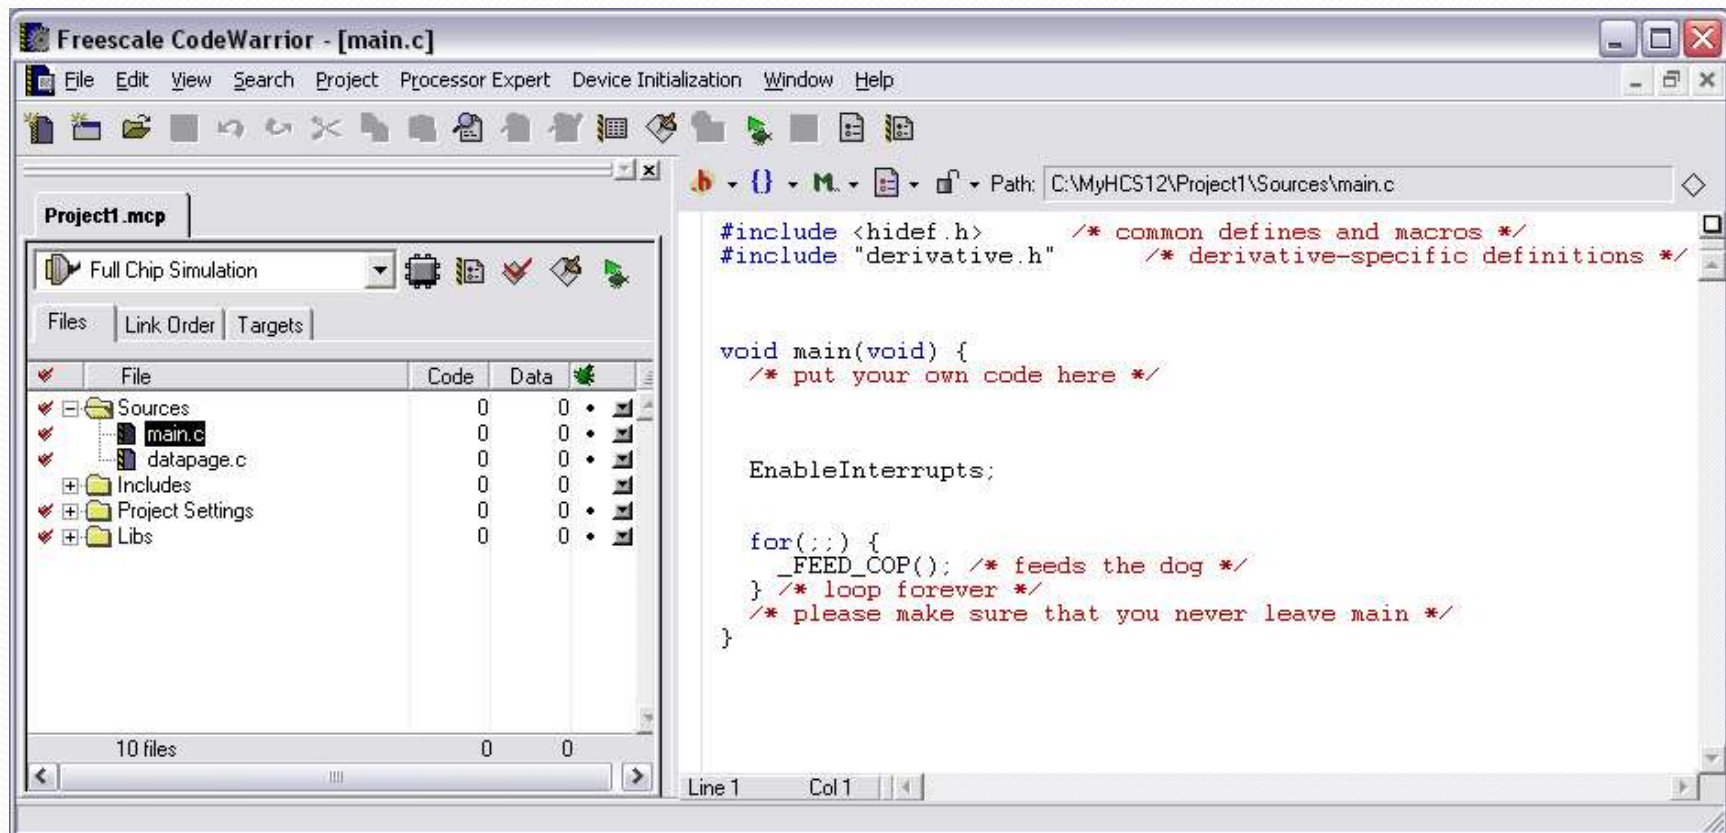 Freescale CodeWarrior - [main.c]
File Edit View Search Project Processor Expert Device Initialization Window Help
Project1.mcp
Full Chip Simulation
Files Link Order Targets
File Code Data
Sources 0 0
main.c 0 0
datapage.c 0 0
Includes 0 0
Project Settings 0 0
Libs 0 0
10 files 0 0
Path: C:\MyHCS12\Project1\Sources\main.c
#include <hidef.h>      /* common defines and macros */
#include "derivative.h"      /* derivative-specific definitions */
void main(void) {
  /* put your own code here */
  EnableInterrupts;
  for(;;) {
    _FEED_COP(); /* feeds the dog */
  } /* loop forever */
  /* please make sure that you never leave main */
}
Line 1 Col 1